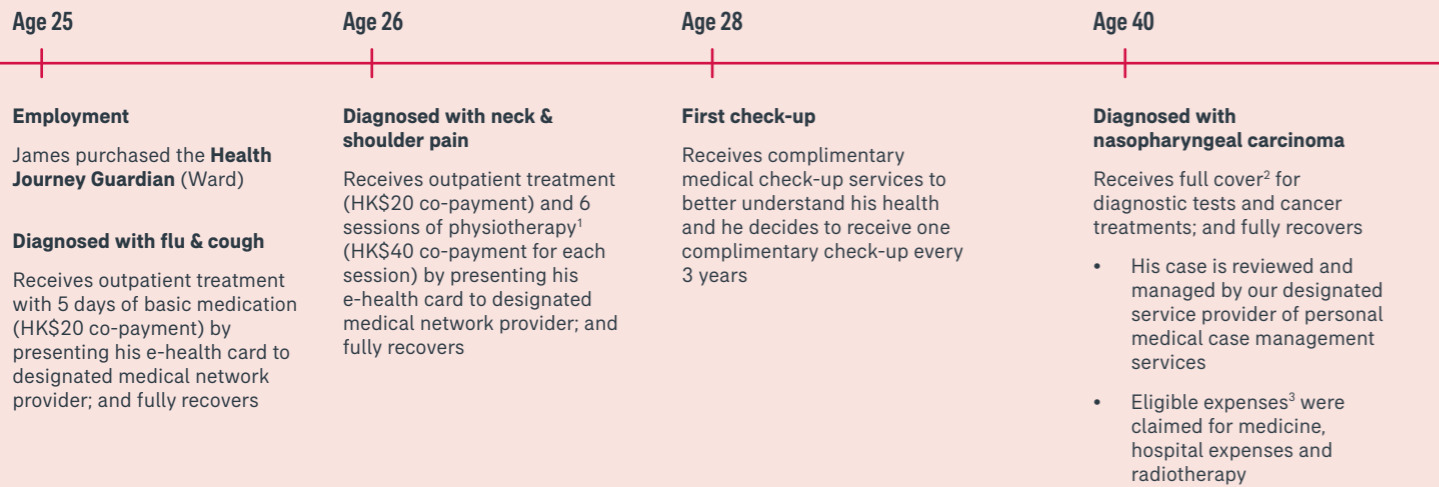 Age 25
Employment
James purchased the Health
Journey Guardian (Ward)
Diagnosed with flu & cough
Receives outpatient treatment
with 5 days of basic medication
(HK$20 co-payment) by
presenting his e-health card to
designated medical network
provider; and fully recovers
Age 26
Diagnosed with neck &
shoulder pain
Receives outpatient treatment
(HK$20 co-payment) and 6
sessions of physiotherapy¹
(HK$40 co-payment for each
session) by presenting his
e-health card to designated
medical network provider; and
fully recovers
Age 28
First check-up
Receives complimentary
medical check-up services to
better understand his health
and he decides to receive one
complimentary check-up every
3 years
Age 40
Diagnosed with
nasopharyngeal carcinoma
Receives full cover² for
diagnostic tests and cancer
treatments; and fully recovers
• His case is reviewed and
managed by our designated
service provider of personal
medical case management
services
• Eligible expenses³ were
claimed for medicine,
hospital expenses and
radiotherapy